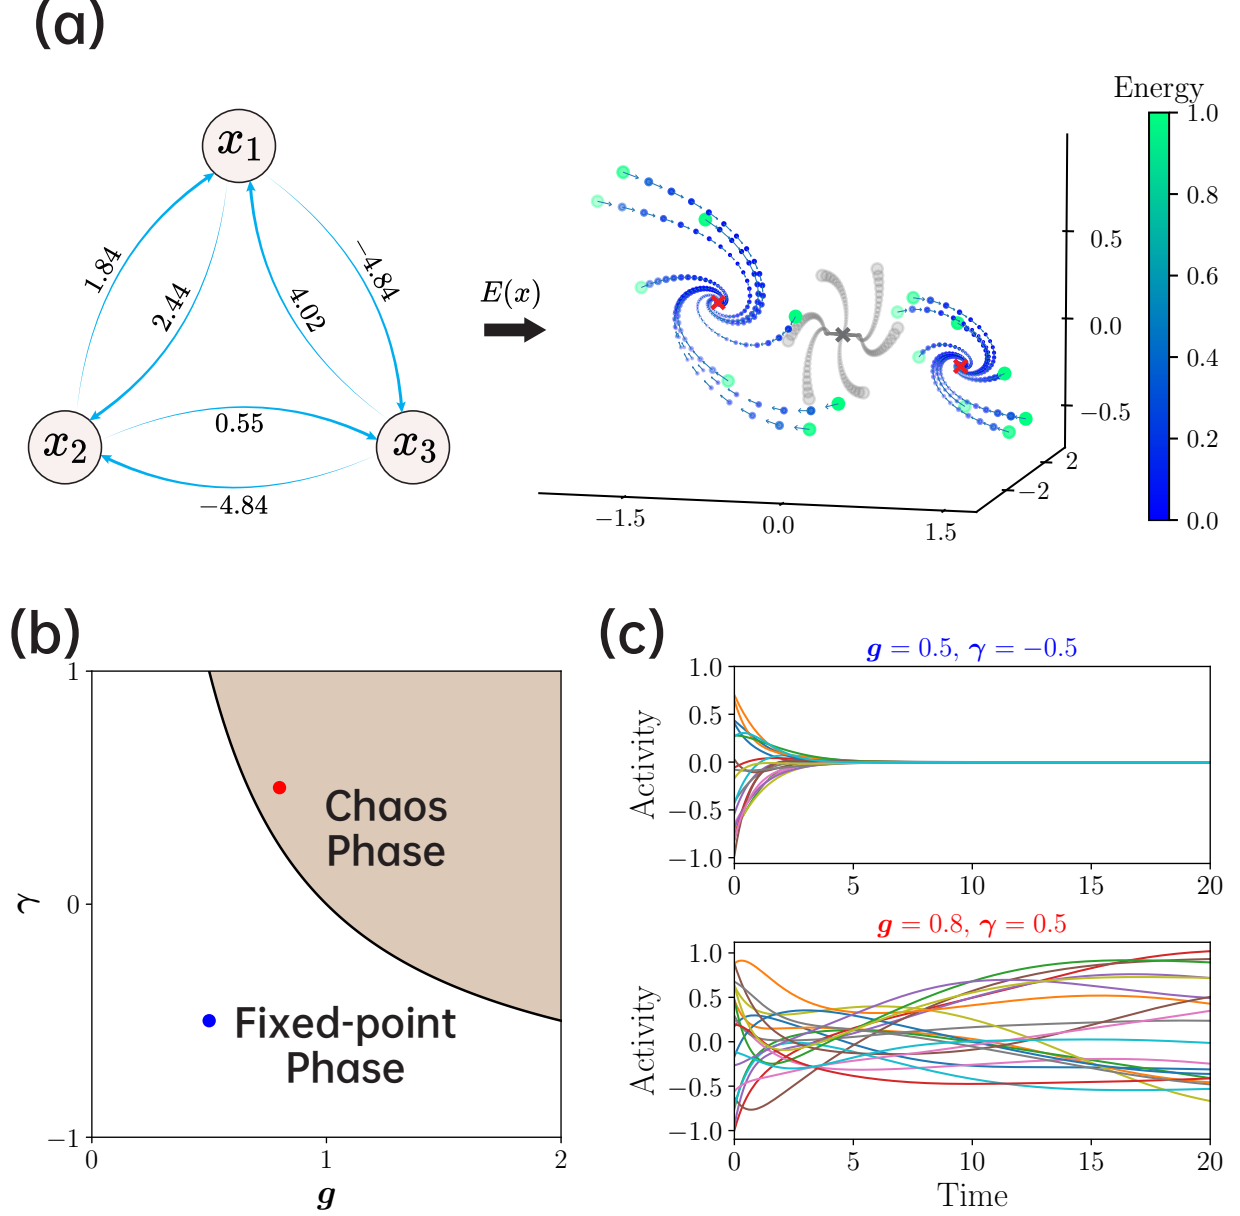 (a)
x1
x2
x3
1.84
2.44
4.02
−4.84
0.55
−4.84
E(x)
Energy
1.0
0.8
0.6
0.4
0.2
0.0
0.5
0.0
−0.5
2
−2
−1.5
0.0
1.5
(b)
1
0
−1
γ
0
1
2
g
Chaos
Phase
Fixed-point
Phase
(c)
g = 0.5, γ = −0.5
1.0
0.5
0.0
−0.5
−1.0
Activity
0
5
10
15
20
g = 0.8, γ = 0.5
1.0
0.5
0.0
−0.5
−1.0
Activity
0
5
10
15
20
Time